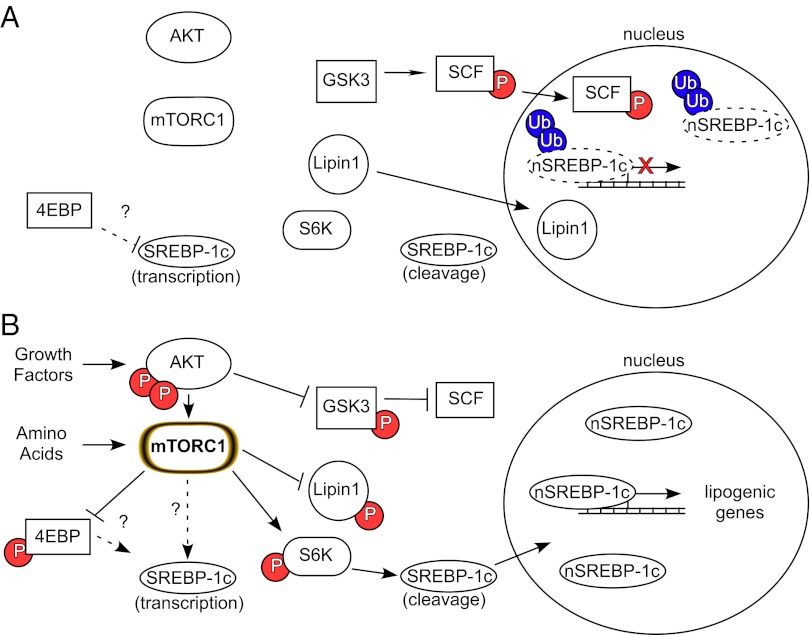 A
AKT
mTORC1
GSK3
SCF
P
SCF
P
nucleus
Ub
Ub
nSREBP-1c
Ub
Ub
nSREBP-1c
X
Lipin1
Lipin1
4EBP
?
SREBP-1c
(transcription)
S6K
SREBP-1c
(cleavage)
B
Growth
Factors
AKT
P
P
GSK3
P
SCF
nucleus
nSREBP-1c
Amino
Acids
mTORC1
Lipin1
P
nSREBP-1c
lipogenic
genes
4EBP
P
?
?
SREBP-1c
(transcription)
S6K
P
SREBP-1c
(cleavage)
nSREBP-1c